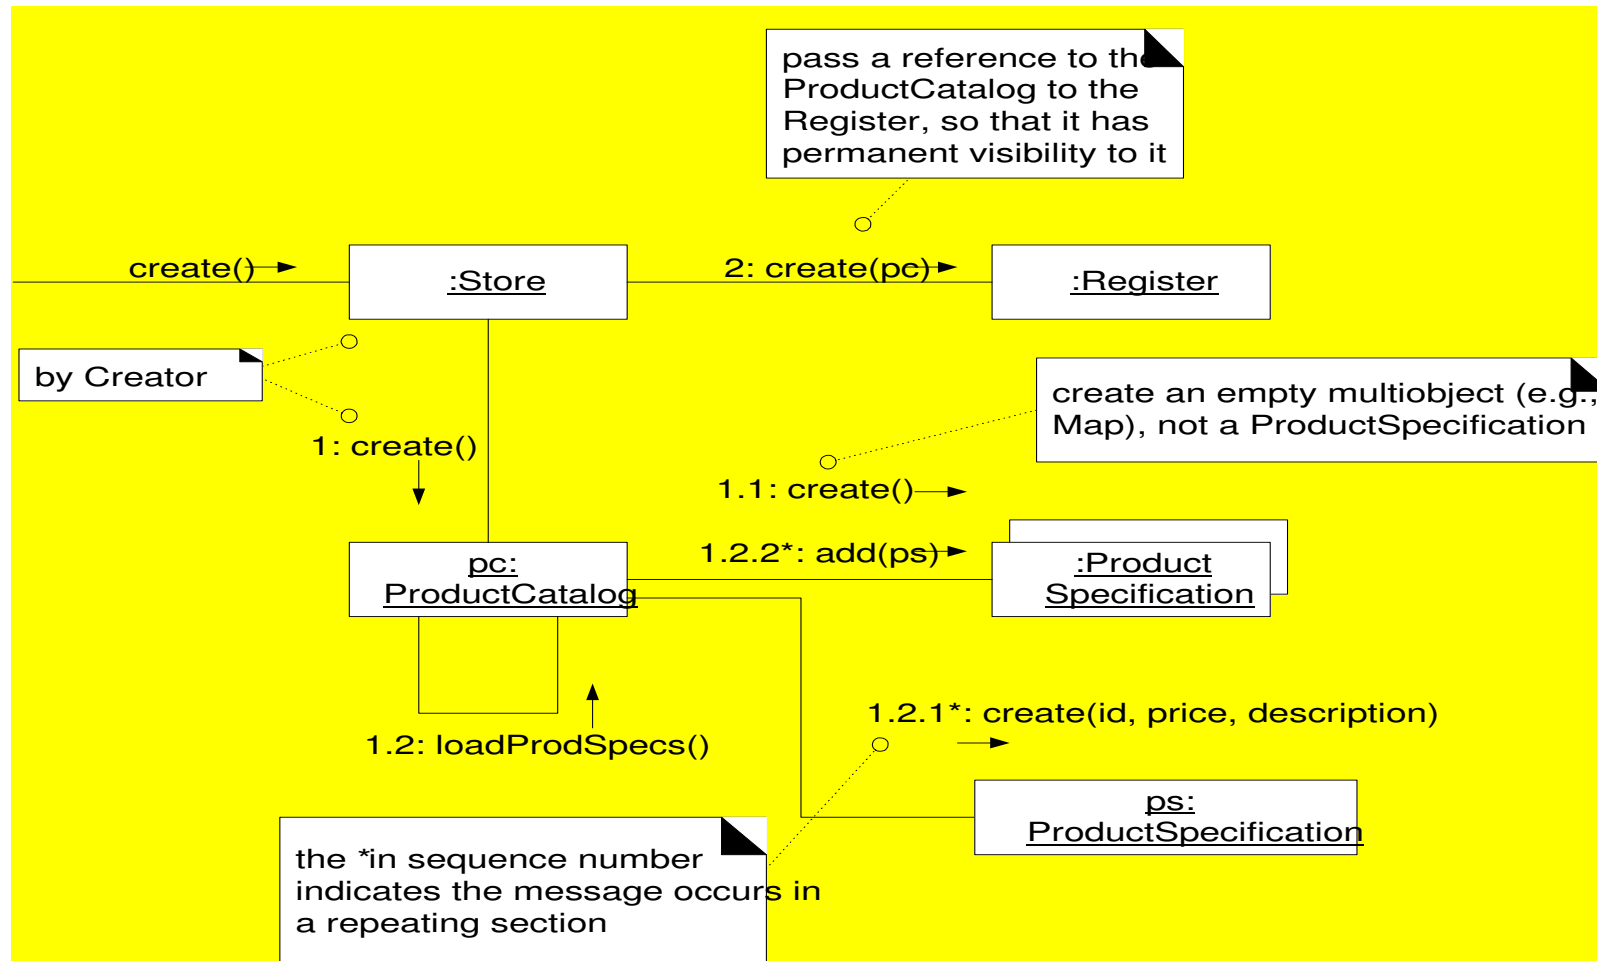 pass a reference to the
ProductCatalog to the
Register, so that it has
permanent visibility to it
create()
:Store
2: create(pc)
:Register
by Creator
create an empty multiobject (e.g.,
Map), not a ProductSpecification
1: create()
1.1: create()
pc:
ProductCatalog
1.2.2*: add(ps)
:Product
Specification
1.2.1*: create(id, price, description)
1.2: loadProdSpecs()
ps:
ProductSpecification
the *in sequence number
indicates the message occurs in
a repeating section